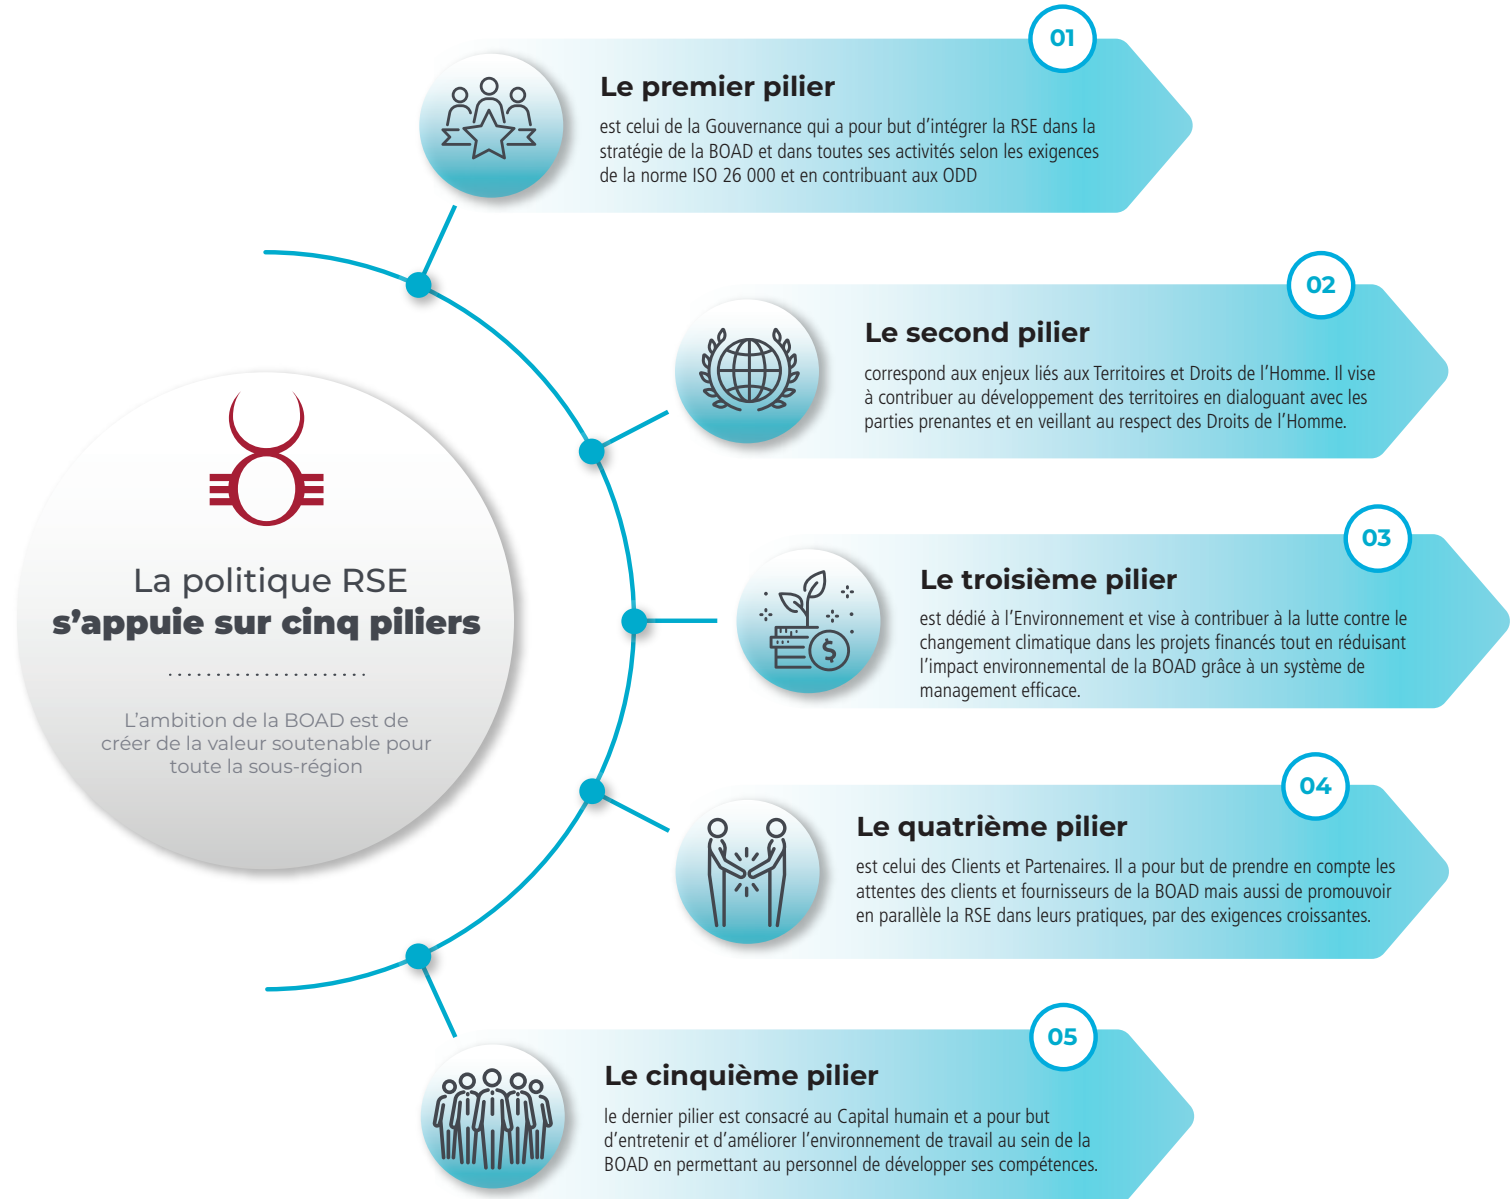 01
Le premier pilier
est celui de la Gouvernance qui a pour but d’intégrer la RSE dans la
stratégie de la BOAD et dans toutes ses activités selon les exigences
de la norme ISO 26 000 et en contribuant aux ODD
02
Le second pilier
correspond aux enjeux liés aux Territoires et Droits de l’Homme. Il vise
à contribuer au développement des territoires en dialoguant avec les
parties prenantes et en veillant au respect des Droits de l’Homme.
La politique RSE
s’appuie sur cinq piliers
L’ambition de la BOAD est de
créer de la valeur soutenable pour
toute la sous-région
03
Le troisième pilier
est dédié à l’Environnement et vise à contribuer à la lutte contre le
changement climatique dans les projets financés tout en réduisant
l’impact environnemental de la BOAD grâce à un système de
management efficace.
$
04
Le quatrième pilier
est celui des Clients et Partenaires. Il a pour but de prendre en compte les
attentes des clients et fournisseurs de la BOAD mais aussi de promouvoir
en parallèle la RSE dans leurs pratiques, par des exigences croissantes.
05
Le cinquième pilier
le dernier pilier est consacré au Capital humain et a pour but
d’entretenir et d’améliorer l’environnement de travail au sein de la
BOAD en permettant au personnel de développer ses compétences.